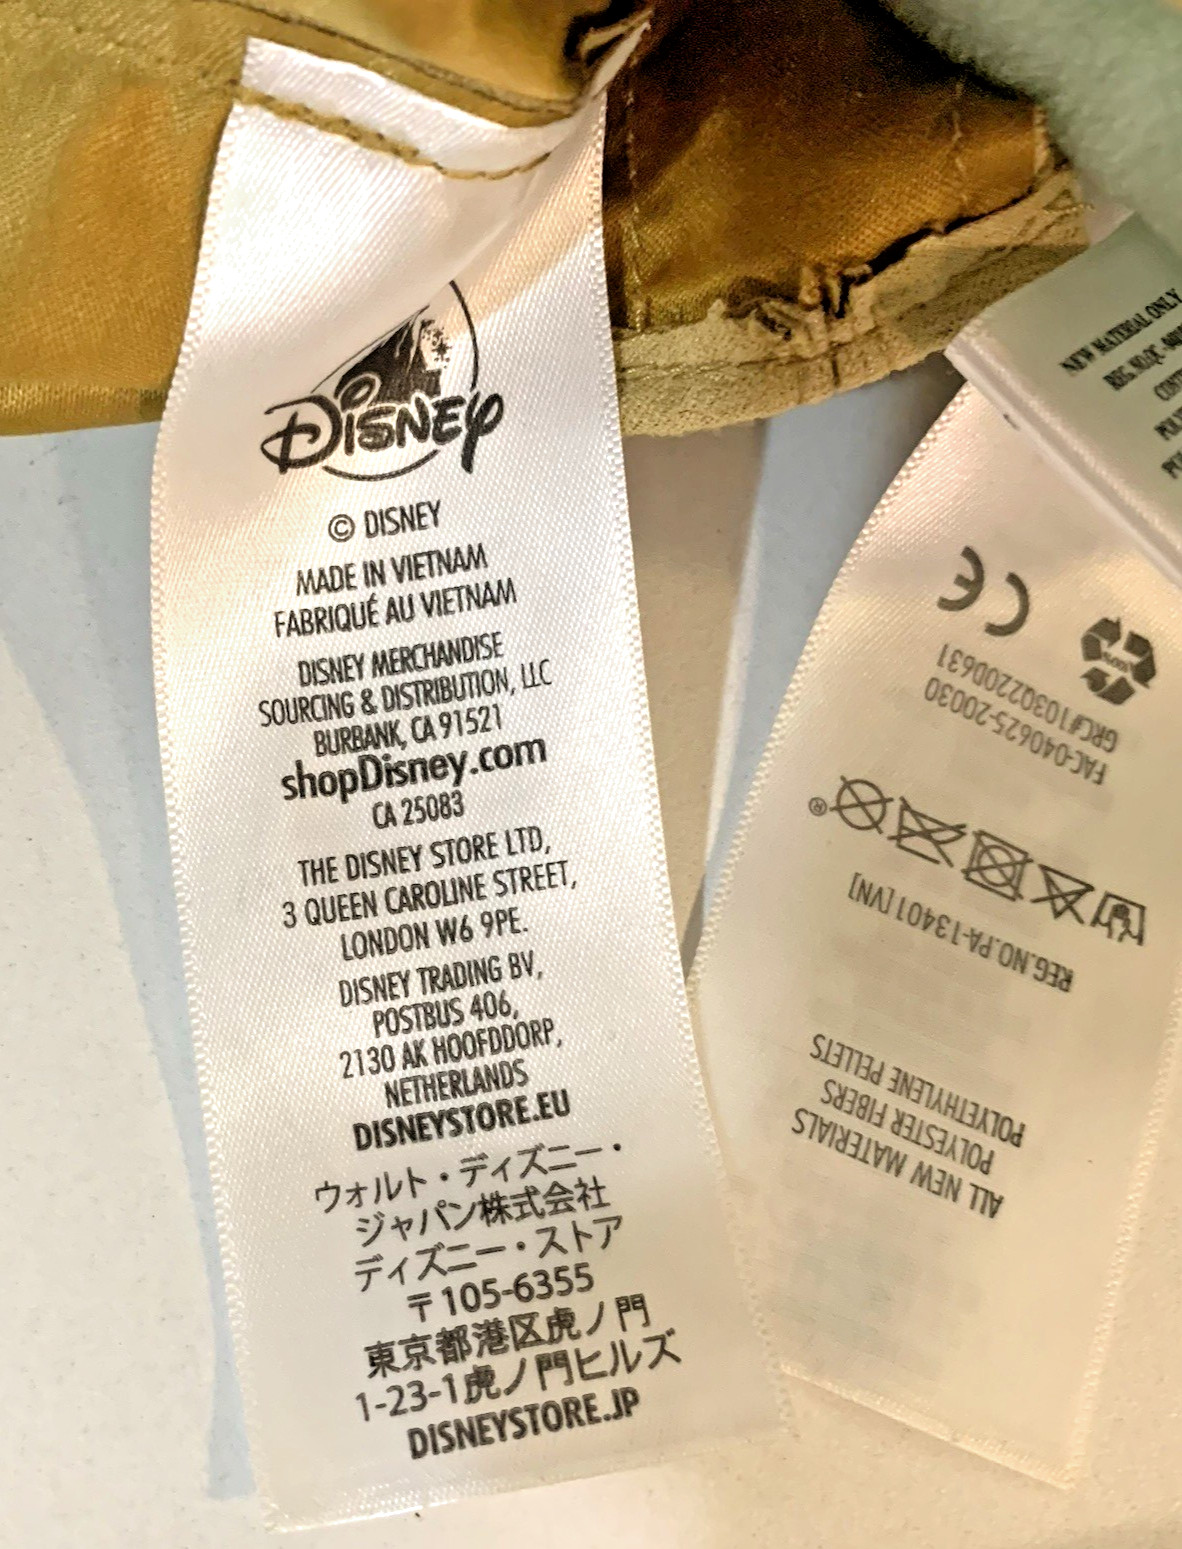 DISNEY
© DISNEY
MADE IN VIETNAM
FABRIQUÉ AU VIETNAM
DISNEY MERCHANDISE
SOURCING & DISTRIBUTION, LLC
BURBANK, CA 91521
shopDisney.com
CA 25083
THE DISNEY STORE LTD,
3 QUEEN CAROLINE STREET,
LONDON W6 9PE.
DISNEY TRADING BV,
POSTBUS 406,
2130 AK HOOFDDORP,
NETHERLANDS
DISNEYSTORE.EU
ウォルト・ディズニー・
ジャパン株式会社
ディズニー・ストア
〒105-6355
東京都港区虎ノ門
1-23-1虎ノ門ヒルズ
DISNEYSTORE.JP
ALL NEW MATERIALS
POLYESTER FIBERS
POLYETHYLENE PELLETS
REG.NO.PA-13401 [VN]
®
FAC-040625-20030
GRC#10302200631
CE
NEW MATERIAL ONLY
REG. NO.